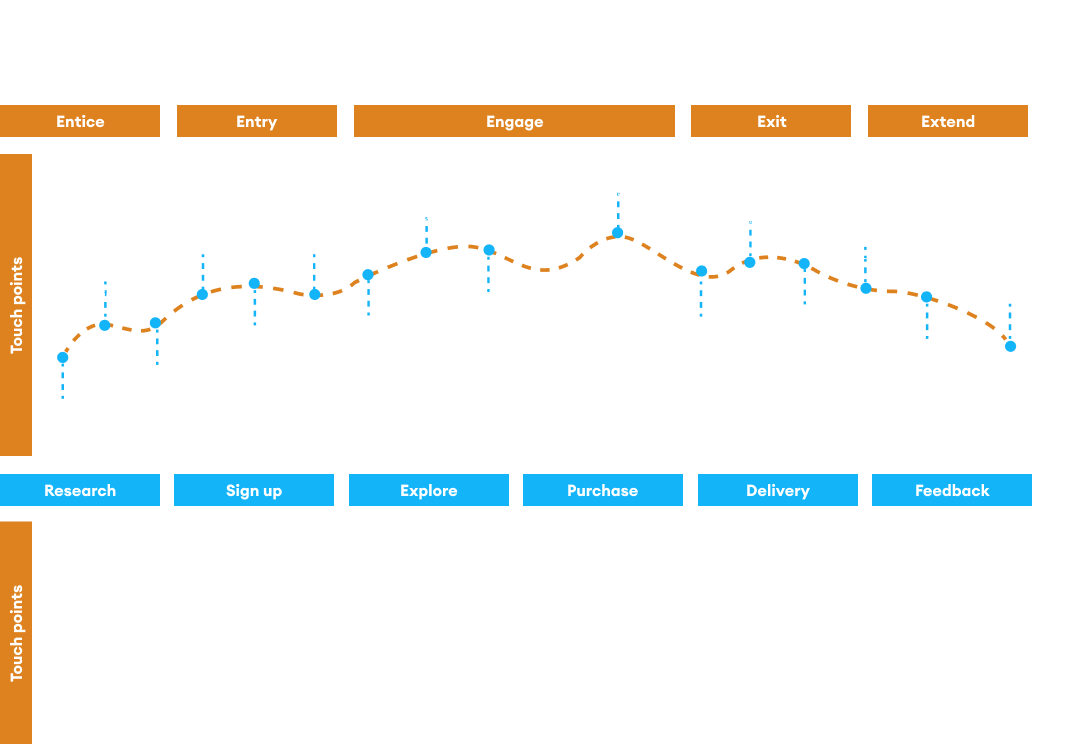 Entice
Entry
Engage
Exit
Extend
Touch points
Research
Sign up
Explore
Purchase
Delivery
Feedback
Touch points